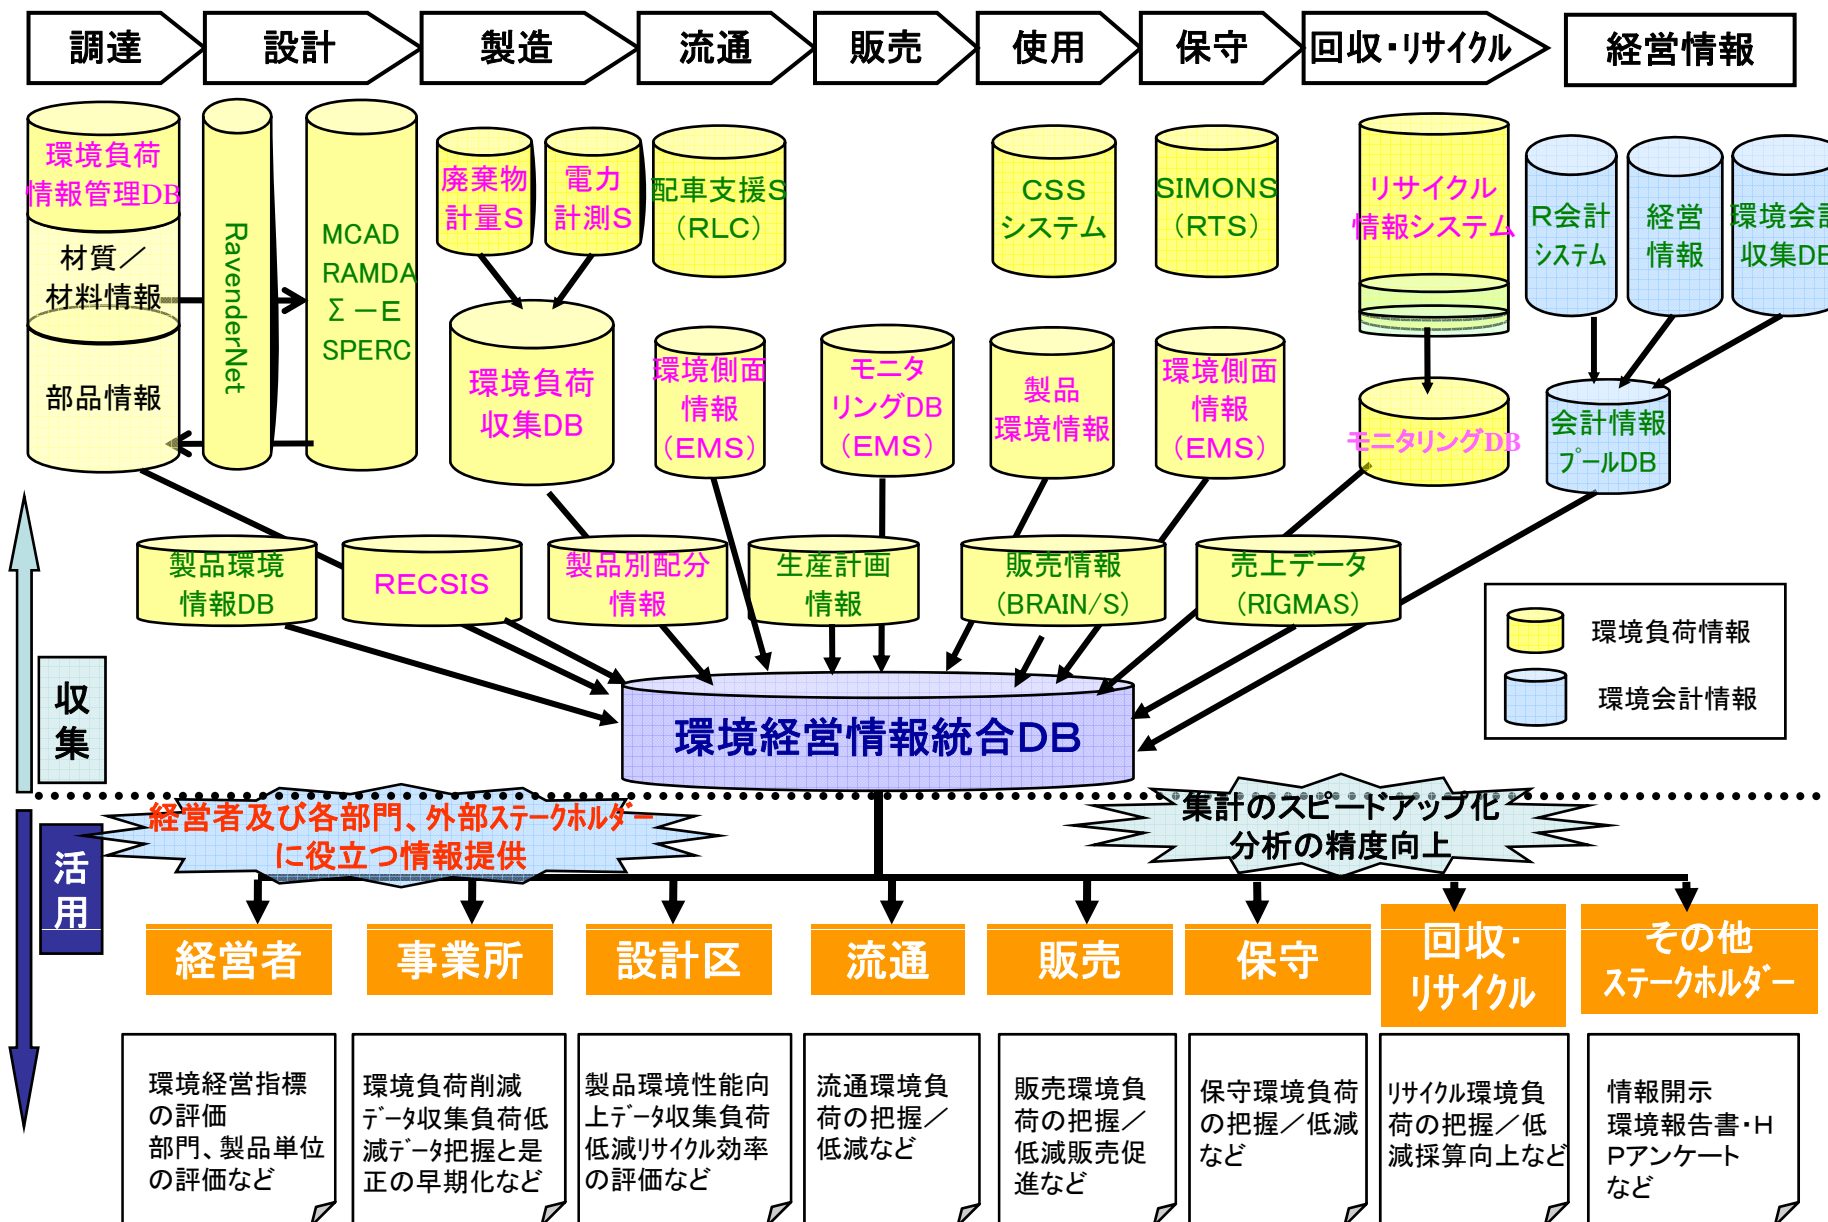 調達
設計
製造
流通
販売
使用
保守
回収・リサイクル
経営情報
環境負荷
情報管理DB
材質／
材料情報
部品情報
RavenderNet
MCAD
RAMDA
Σ－E
SPERC
廃棄物
計量S
電力
計測S
配車支援S
（RLC）
CSS
システム
SIMONS
（RTS）
リサイクル
情報システム
R会計
システム
経営
情報
環境会計
収集DB
環境負荷
収集DB
環境側面
情報
（EMS）
モニタ
リングDB
（EMS）
製品
環境情報
環境側面
情報
（EMS）
モニタリングDB
会計情報
プールDB
製品環境
情報DB
RECSIS
製品別配分
情報
生産計画
情報
販売情報
（BRAIN/S）
売上データ
（RIGMAS）
環境負荷情報
環境会計情報
収
集
環境経営情報統合DB
経営者及び各部門、外部ステークホルダー
に役立つ情報提供
集計のスピードアップ化
分析の精度向上
活
用
経営者
事業所
設計区
流通
販売
保守
回収・
リサイクル
その他
ステークホルダー
環境経営指標
の評価
部門、製品単位
の評価など
環境負荷削減
データ収集負荷低
減データ把握と是
正の早期化など
製品環境性能向
上データ収集負荷
低減リサイクル効率
の評価など
流通環境負
荷の把握／
低減など
販売環境負
荷の把握／
低減販売促
進など
保守環境負荷
の把握／低減
など
リサイクル環境負
荷の把握／低
減採算向上など
情報開示
環境報告書・H
Pアンケート
など